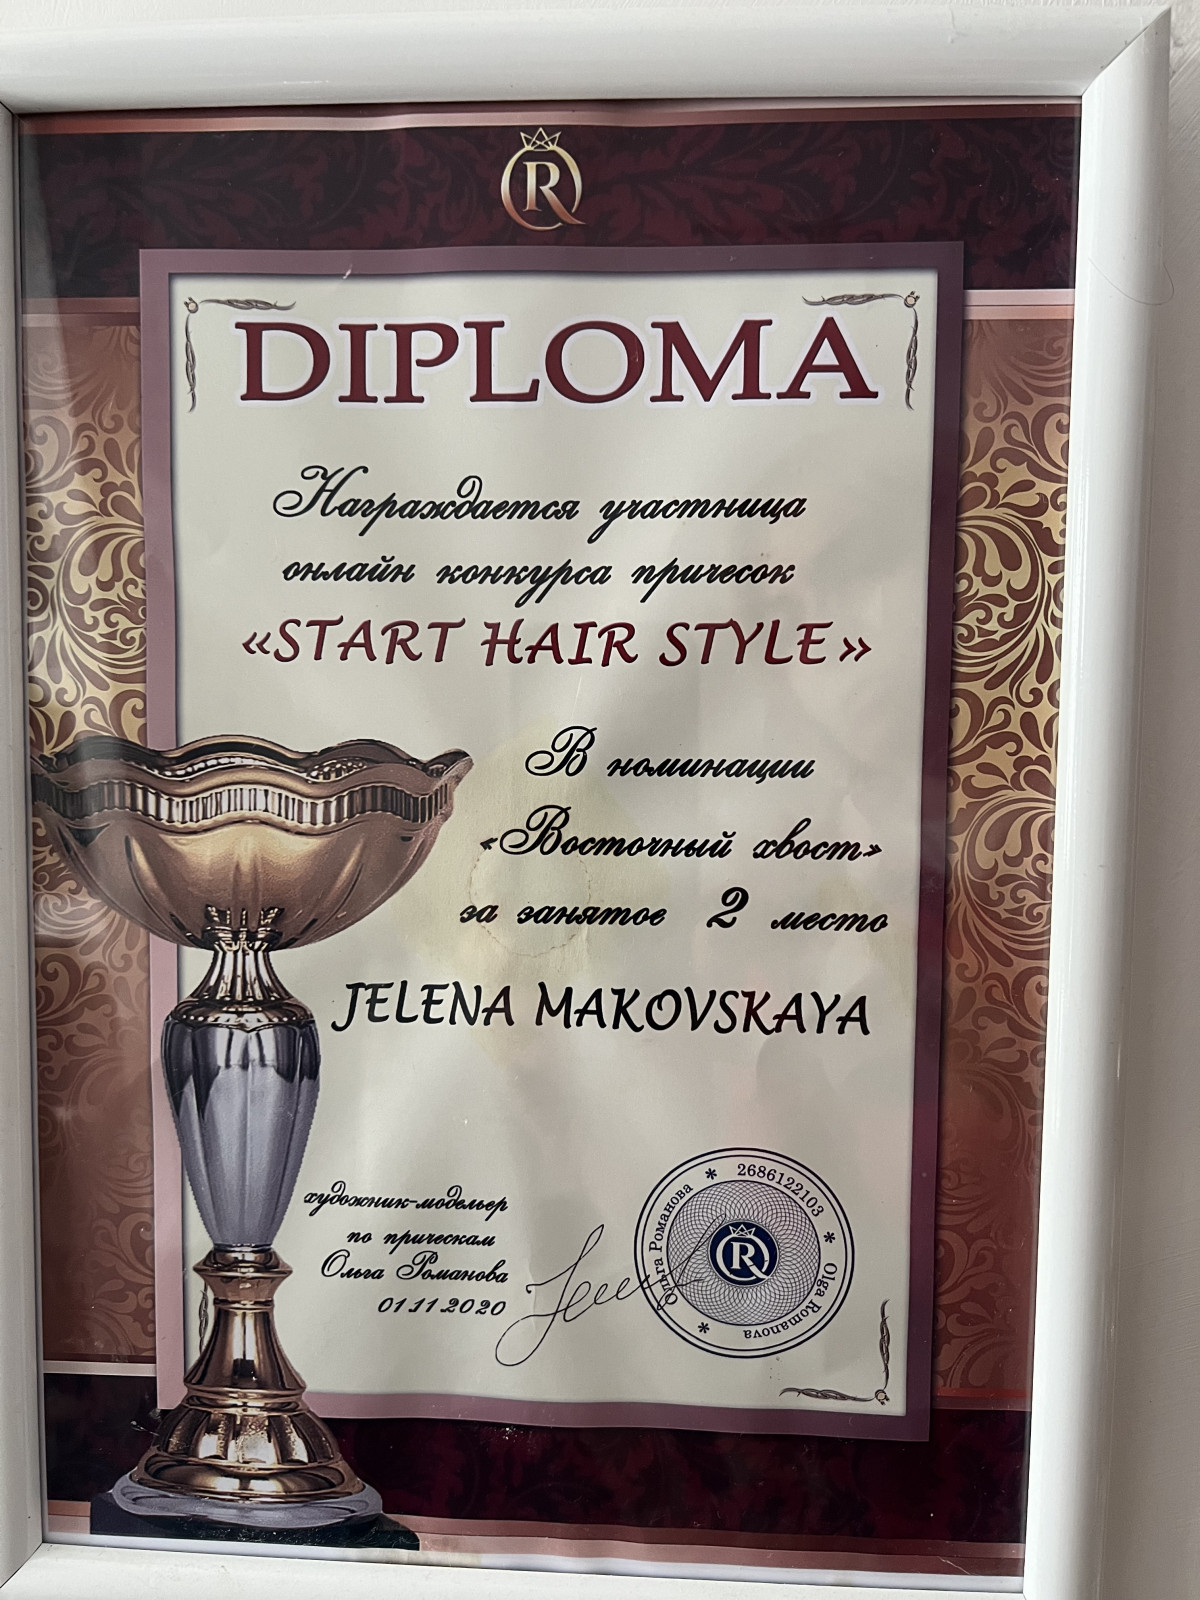 R
DIPLOMA
Награждается участница
онлайн конкурса причесок
«START HAIR STYLE»
В номинации
«Восточный хвост»
за занятое 2 место
JELENA MAKOVSKAYA
художник-модельер
по прическам
Ольга Романова
01.11.2020
Ольга Романова * 2686122103 * Olga Romanova *
R